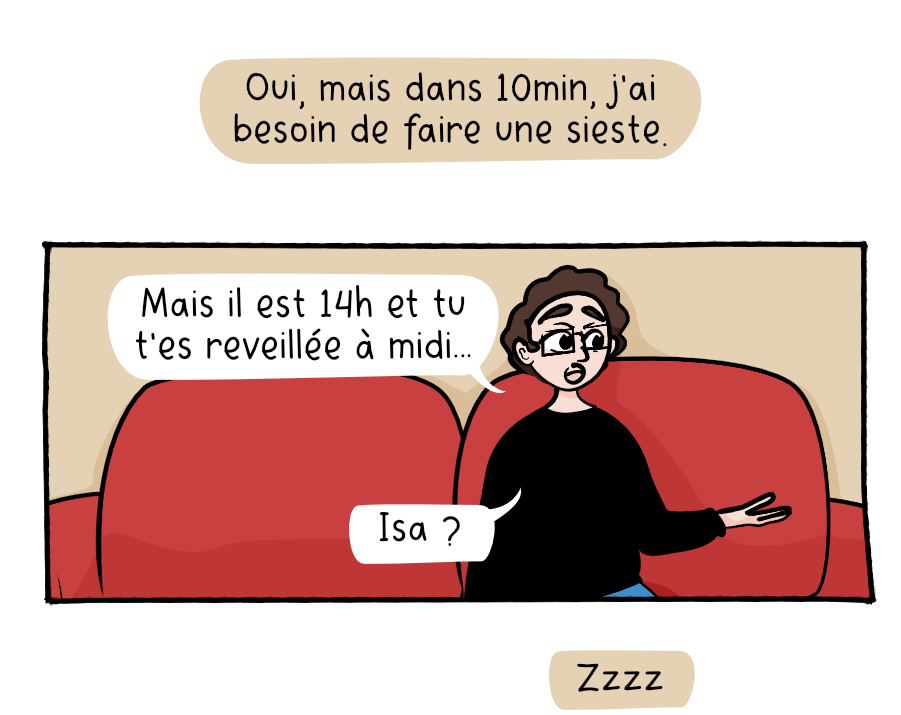 Oui, mais dans 10min, j'ai
besoin de faire une sieste.
Mais il est 14h et tu
t'es reveillée à midi...
Isa ?
Zzzz